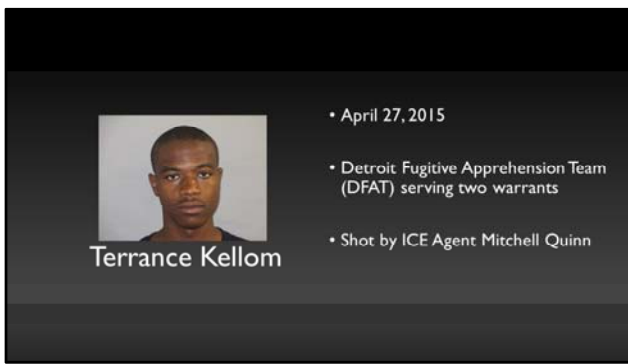 • April 27, 2015
• Detroit Fugitive Apprehension Team
(DFAT) serving two warrants
• Shot by ICE Agent Mitchell Quinn
Terrance Kellom